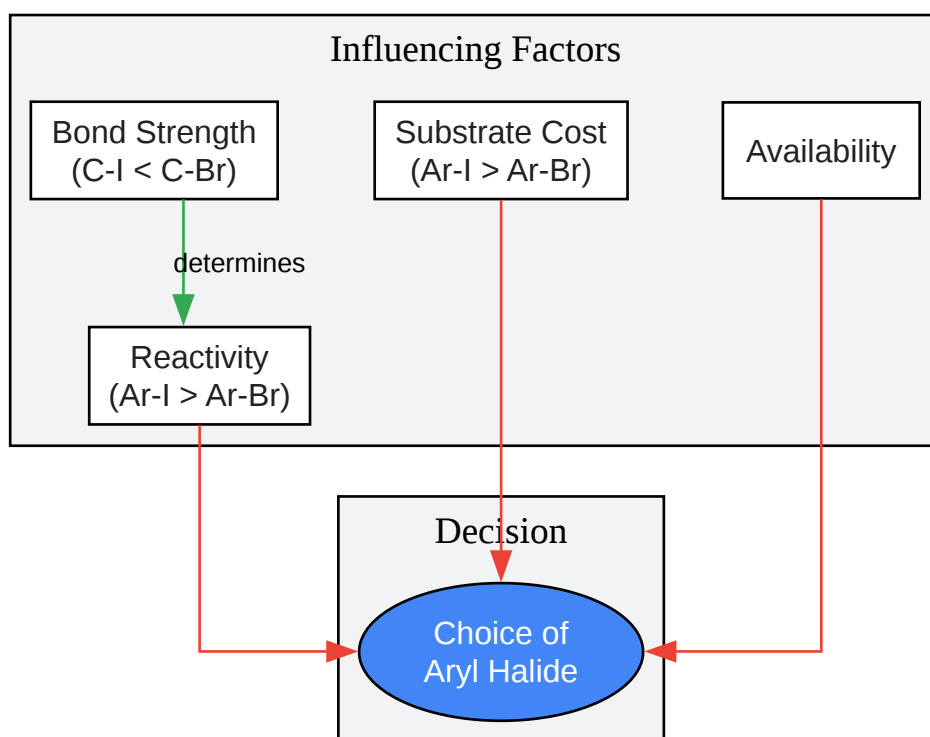 Influencing Factors
Bond Strength
(C-I < C-Br)
Substrate Cost
(Ar-I > Ar-Br)
Availability
determines
Reactivity
(Ar-I > Ar-Br)
Decision
Choice of
Aryl Halide